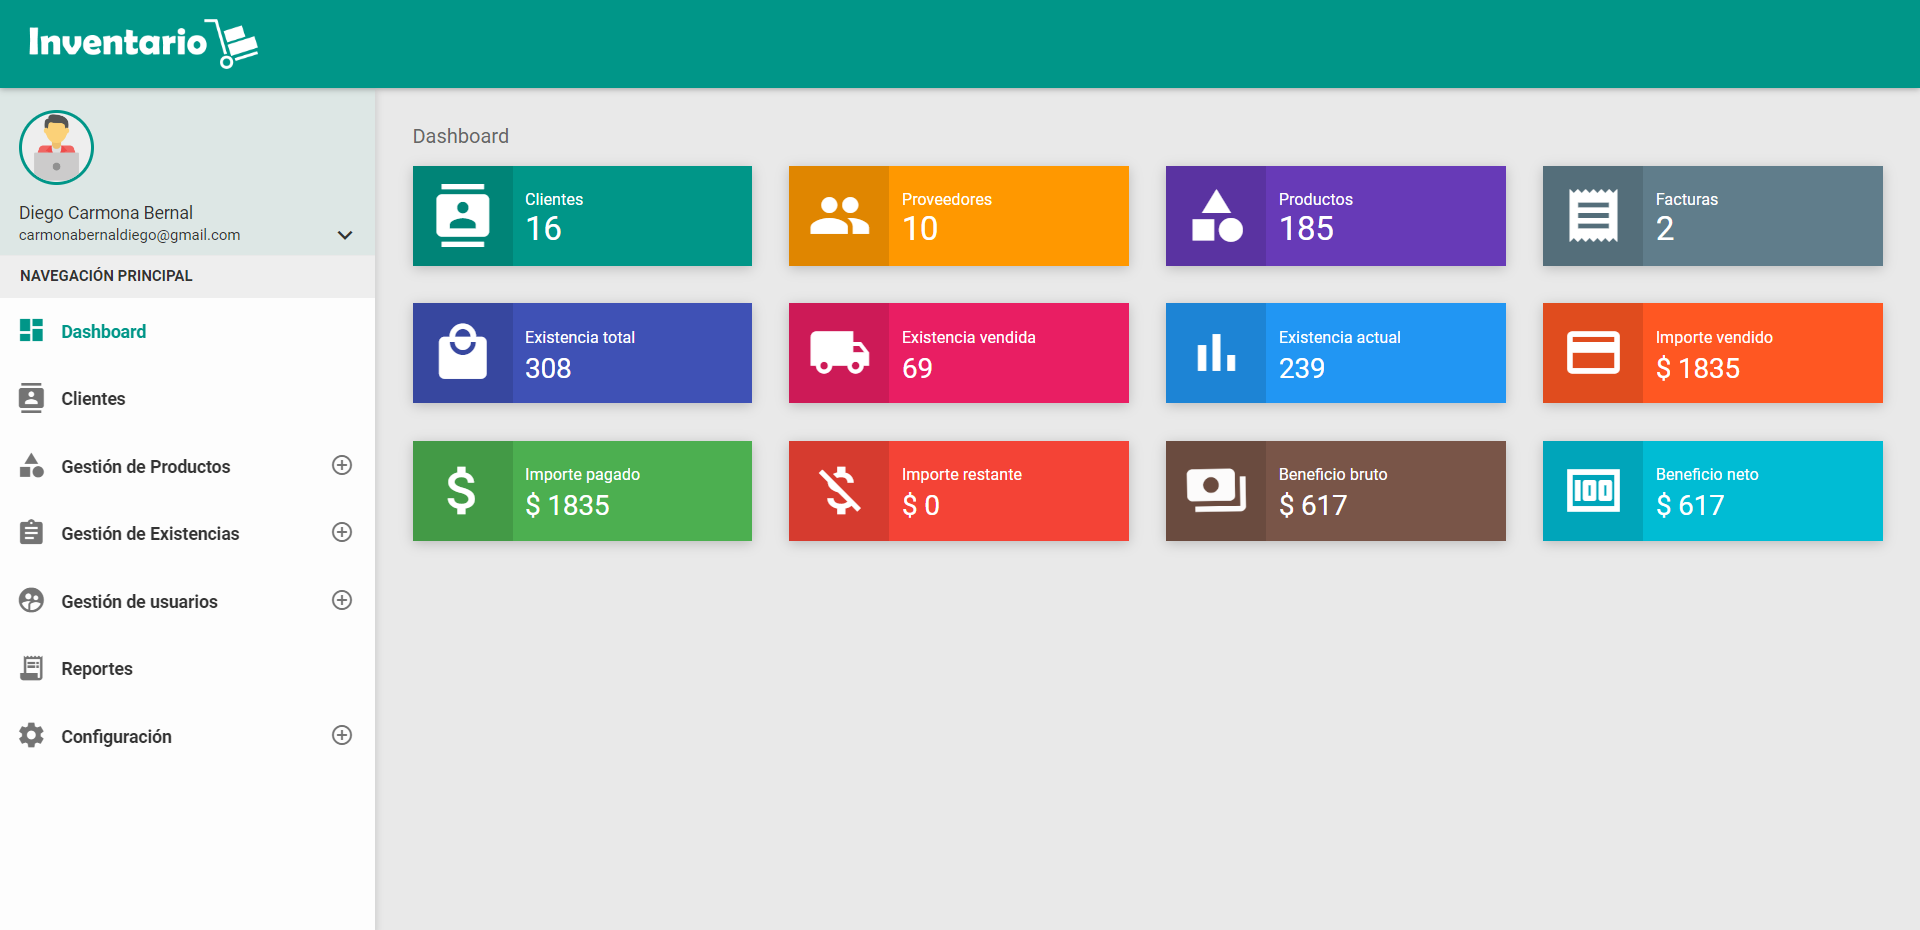 Inventario
Diego Carmona Bernal
carmonabernaldiego@gmail.com
NAVEGACIÓN PRINCIPAL
Dashboard
Clientes
Gestión de Productos
Gestión de Existencias
Gestión de usuarios
Reportes
Configuración
Dashboard
Clientes
16
Proveedores
10
Productos
185
Facturas
2
Existencia total
308
Existencia vendida
69
Existencia actual
239
Importe vendido
$ 1835
Importe pagado
$ 1835
Importe restante
$ 0
Beneficio bruto
$ 617
100
Beneficio neto
$ 617